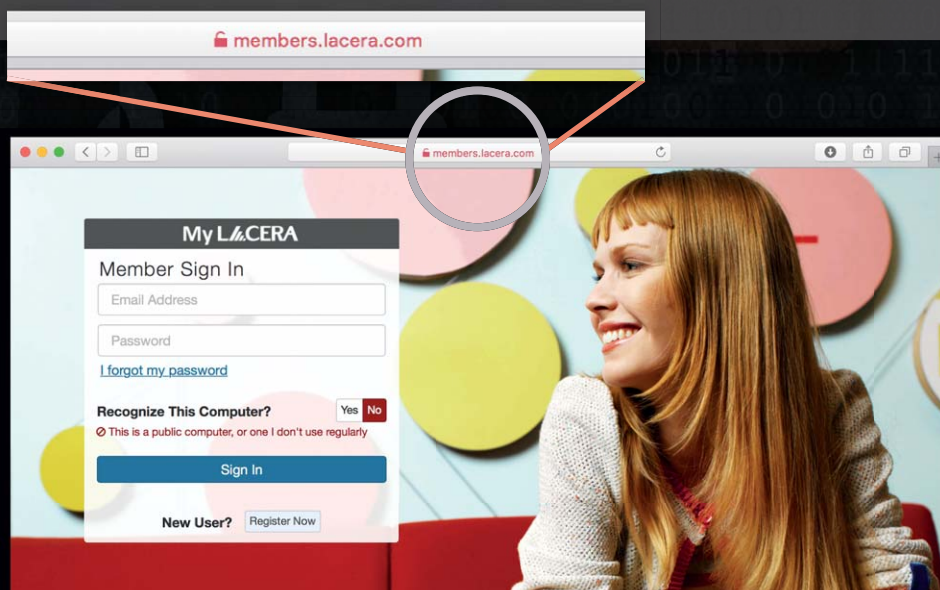 members.lacera.com
members.lacera.com
My LACERA
Member Sign In
Email Address
Password
I forgot my password
Recognize This Computer? Yes No
This is a public computer, or one I don't use regularly
Sign In
New User? Register Now